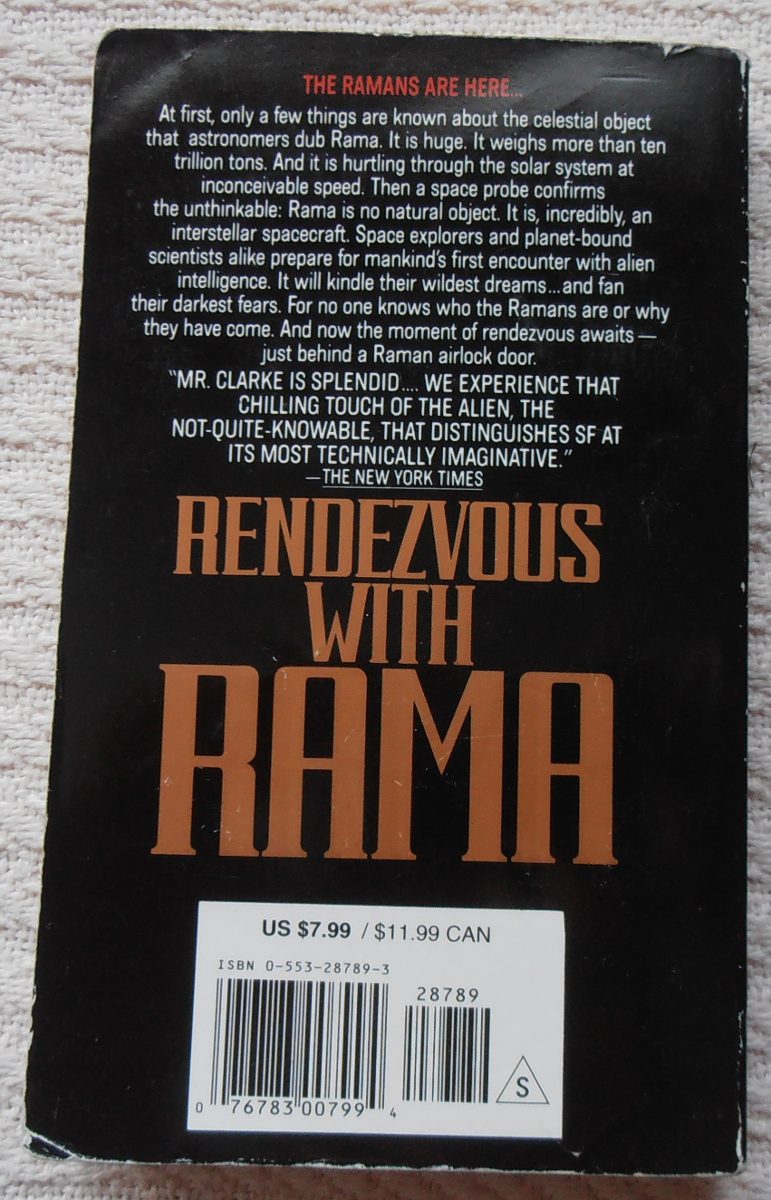 THE RAMANS ARE HERE...
At first, only a few things are known about the celestial object
that astronomers dub Rama. It is huge. It weighs more than ten
trillion tons. And it is hurtling through the solar system at
inconceivable speed. Then a space probe confirms
the unthinkable: Rama is no natural object. It is, incredibly, an
interstellar spacecraft. Space explorers and planet-bound
scientists alike prepare for mankind's first encounter with alien
intelligence. It will kindle their wildest dreams...and fan
their darkest fears. For no one knows who the Ramans are or why
they have come. And now the moment of rendezvous awaits—
just behind a Raman airlock door.
"MR. CLARKE IS SPLENDID.... WE EXPERIENCE THAT
CHILLING TOUCH OF THE ALIEN, THE
NOT-QUITE-KNOWABLE, THAT DISTINGUISHES SF AT
ITS MOST TECHNICALLY IMAGINATIVE."
—THE NEW YORK TIMES
RENDEZVOUS
WITH
RAMA
US $7.99 / $11.99 CAN
ISBN 0-553-28789-3
28789
S
0 76783 00799 4